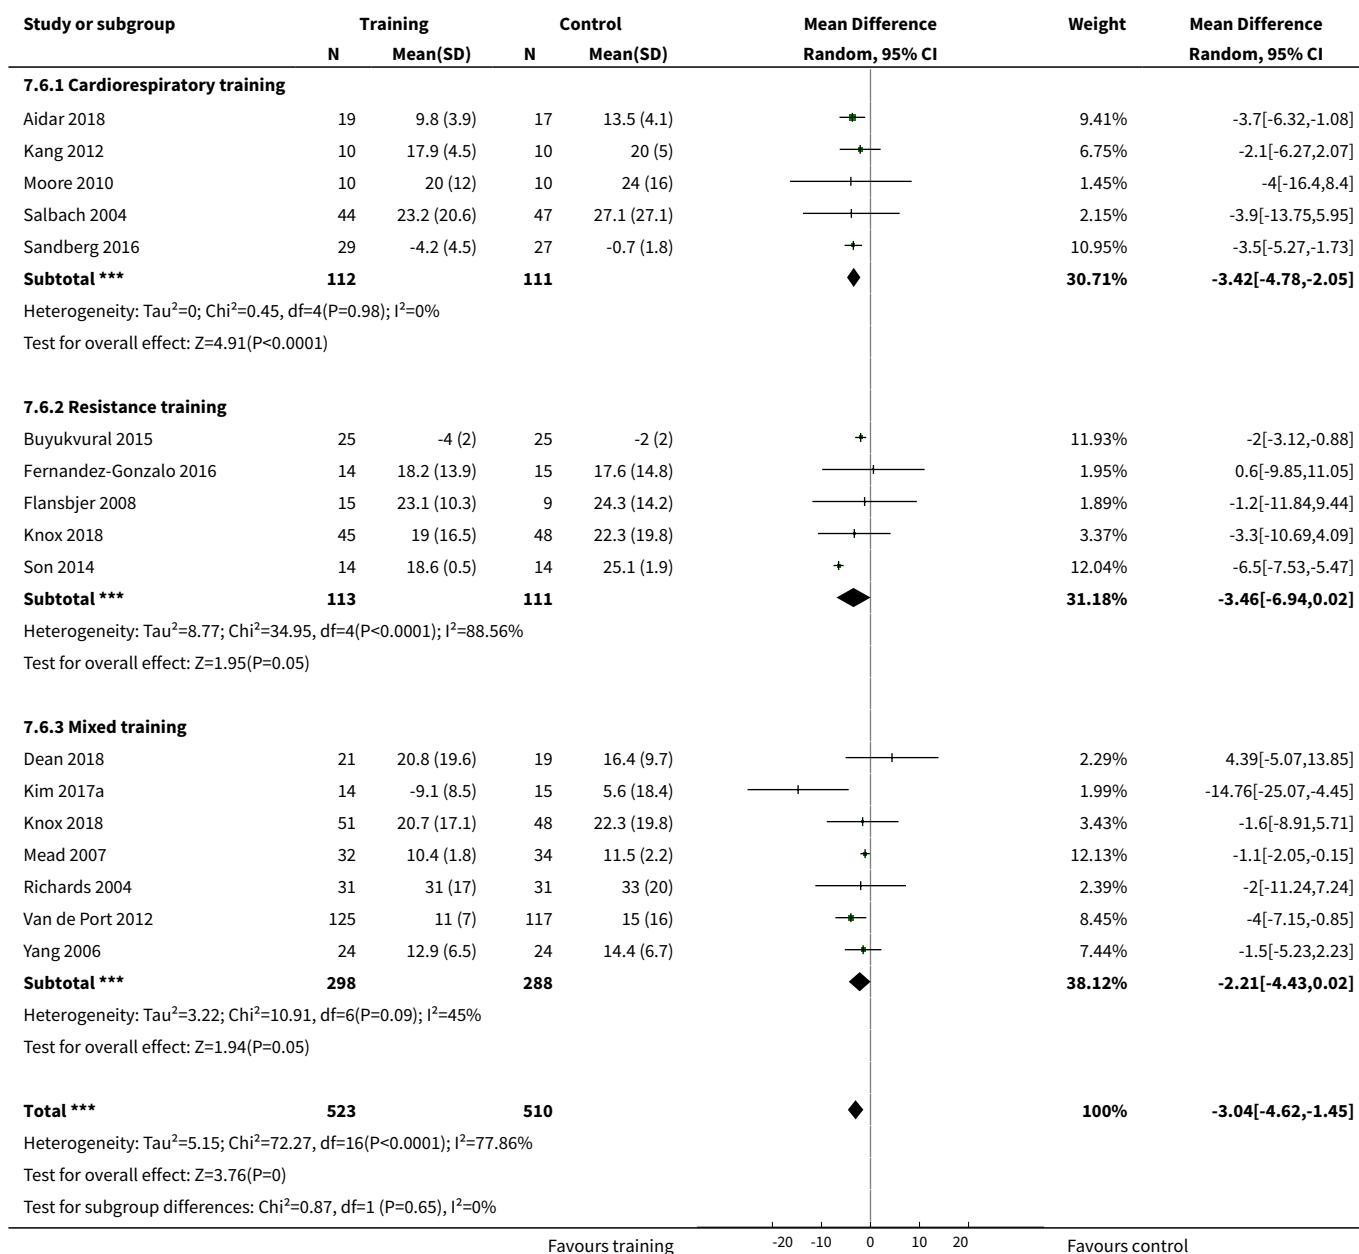 Study or subgroup Training Control Mean Difference Weight Mean Difference
N Mean(SD) N Mean(SD) Random, 95% CI Random, 95% CI
7.6.1 Cardiorespiratory training
Aidar 2018 19 9.8 (3.9) 17 13.5 (4.1) 9.41% -3.7[-6.32,-1.08]
Kang 2012 10 17.9 (4.5) 10 20 (5) 6.75% -2.1[-6.27,2.07]
Moore 2010 10 20 (12) 10 24 (16) 1.45% -4[-16.4,8.4]
Salbach 2004 44 23.2 (20.6) 47 27.1 (27.1) 2.15% -3.9[-13.75,5.95]
Sandberg 2016 29 -4.2 (4.5) 27 -0.7 (1.8) 10.95% -3.5[-5.27,-1.73]
Subtotal *** 112 111 30.71% -3.42[-4.78,-2.05]
Heterogeneity: Tau²=0; Chi²=0.45, df=4(P=0.98); I²=0%
Test for overall effect: Z=4.91(P<0.0001)
7.6.2 Resistance training
Buyukvural 2015 25 -4 (2) 25 -2 (2) 11.93% -2[-3.12,-0.88]
Fernandez-Gonzalo 2016 14 18.2 (13.9) 15 17.6 (14.8) 1.95% 0.6[-9.85,11.05]
Flansbjer 2008 15 23.1 (10.3) 9 24.3 (14.2) 1.89% -1.2[-11.84,9.44]
Knox 2018 45 19 (16.5) 48 22.3 (19.8) 3.37% -3.3[-10.69,4.09]
Son 2014 14 18.6 (0.5) 14 25.1 (1.9) 12.04% -6.5[-7.53,-5.47]
Subtotal *** 113 111 31.18% -3.46[-6.94,0.02]
Heterogeneity: Tau²=8.77; Chi²=34.95, df=4(P<0.0001); I²=88.56%
Test for overall effect: Z=1.95(P=0.05)
7.6.3 Mixed training
Dean 2018 21 20.8 (19.6) 19 16.4 (9.7) 2.29% 4.39[-5.07,13.85]
Kim 2017a 14 -9.1 (8.5) 15 5.6 (18.4) 1.99% -14.76[-25.07,-4.45]
Knox 2018 51 20.7 (17.1) 48 22.3 (19.8) 3.43% -1.6[-8.91,5.71]
Mead 2007 32 10.4 (1.8) 34 11.5 (2.2) 12.13% -1.1[-2.05,-0.15]
Richards 2004 31 31 (17) 31 33 (20) 2.39% -2[-11.24,7.24]
Van de Port 2012 125 11 (7) 117 15 (16) 8.45% -4[-7.15,-0.85]
Yang 2006 24 12.9 (6.5) 24 14.4 (6.7) 7.44% -1.5[-5.23,2.23]
Subtotal *** 298 288 38.12% -2.21[-4.43,0.02]
Heterogeneity: Tau²=3.22; Chi²=10.91, df=6(P=0.09); I²=45%
Test for overall effect: Z=1.94(P=0.05)
Total *** 523 510 100% -3.04[-4.62,-1.45]
Heterogeneity: Tau²=5.15; Chi²=72.27, df=16(P<0.0001); I²=77.86%
Test for overall effect: Z=3.76(P=0)
Test for subgroup differences: Chi²=0.87, df=1 (P=0.65), I²=0%
-20 -10 0 10 20
Favours training Favours control